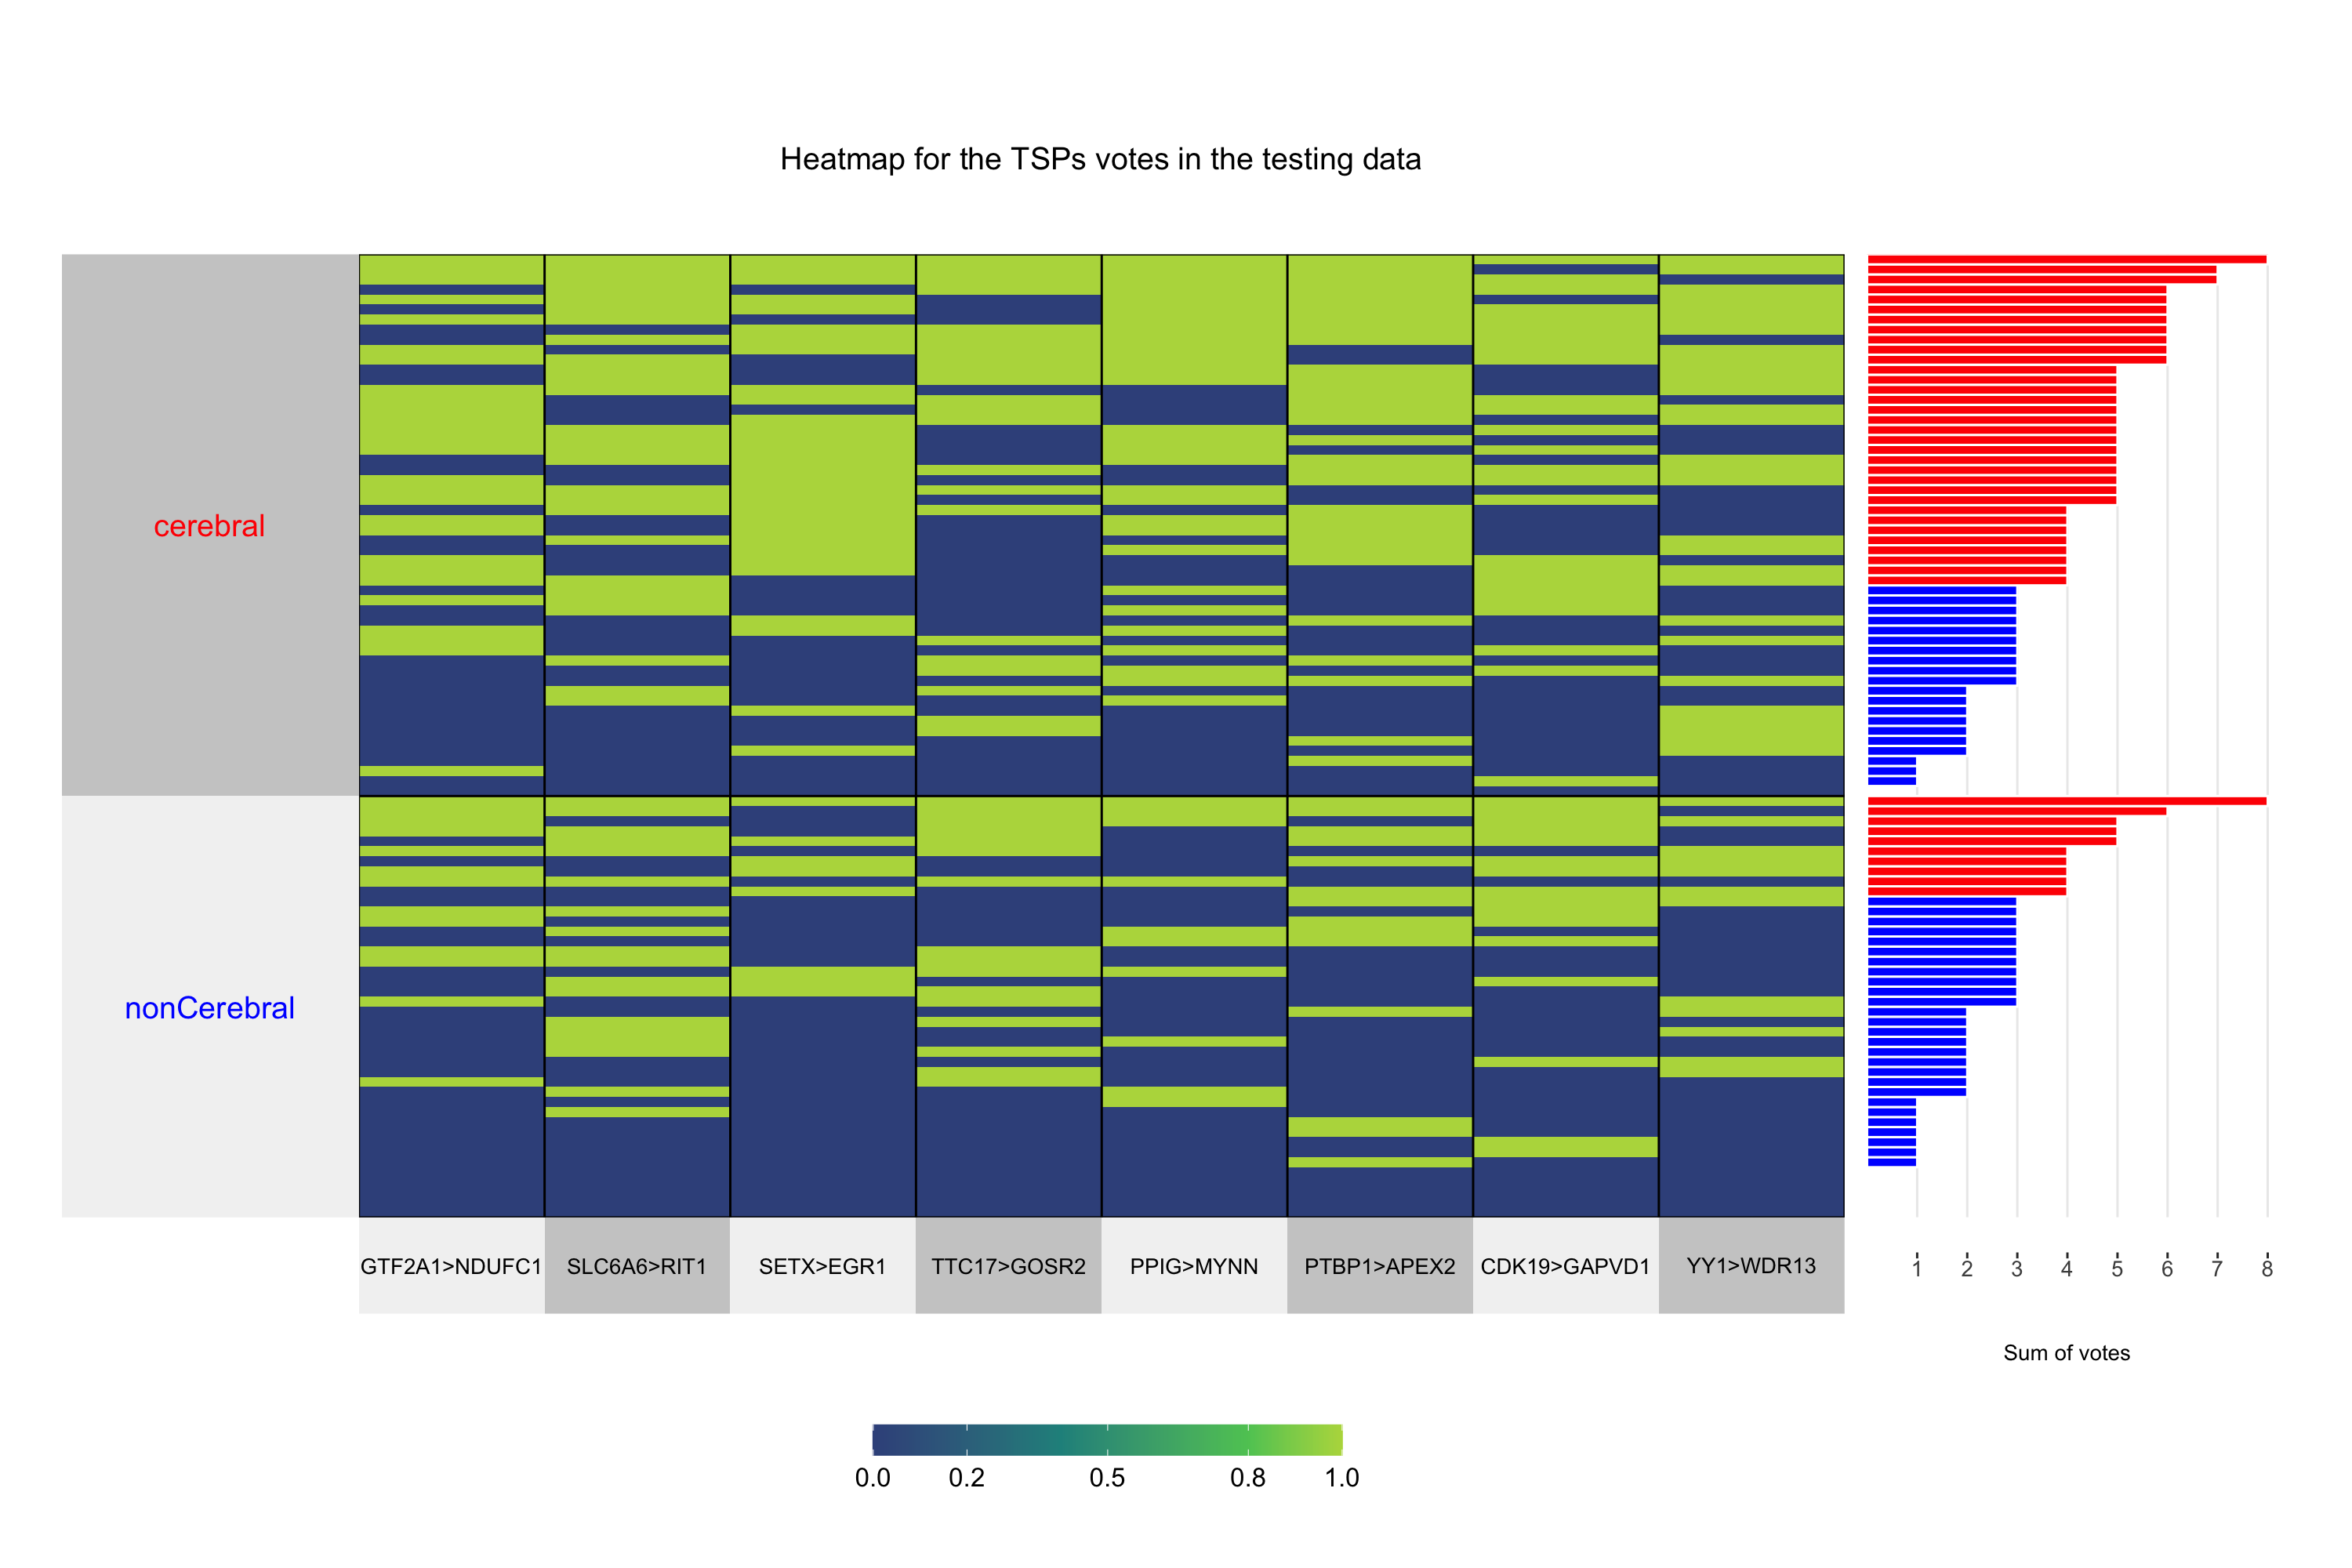 Heatmap for the TSPs votes in the testing data
cerebral
nonCerebral
GTF2A1>NDUFC1 SLC6A6>RIT1 SETX>EGR1 TTC17>GOSR2 PPIG>MYNN PTBP1>APEX2 CDK19>GAPVD1 YY1>WDR13
1 2 3 4 5 6 7 8
Sum of votes
0.0 0.2 0.5 0.8 1.0